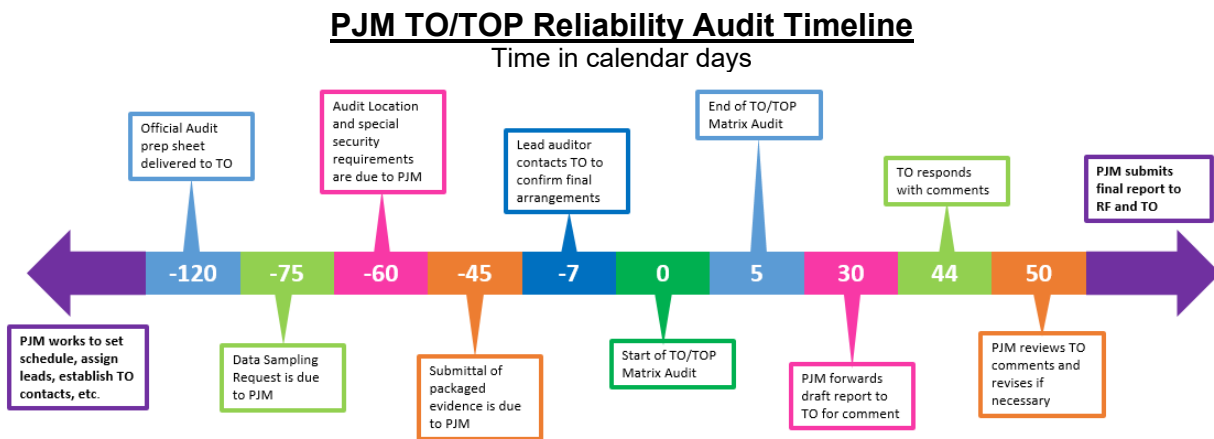 PJM TO/TOP Reliability Audit Timeline
Time in calendar days
Official Audit
prep sheet
delivered to TO
Audit Location
and special
security
requirements
are due to PJM
Lead auditor
contacts TO to
confirm final
arrangements
End of TO/TOP
Matrix Audit
TO responds
with comments
PJM submits
final report to
RF and TO
-120
-75
-60
-45
-7
0
5
30
44
50
PJM works to set
schedule, assign
leads, establish TO
contacts, etc.
Data Sampling
Request is due
to PJM
Submittal of
packaged
evidence is due
to PJM
Start of TO/TOP
Matrix Audit
PJM forwards
draft report to
TO for comment
PJM reviews TO
comments and
revises if
necessary